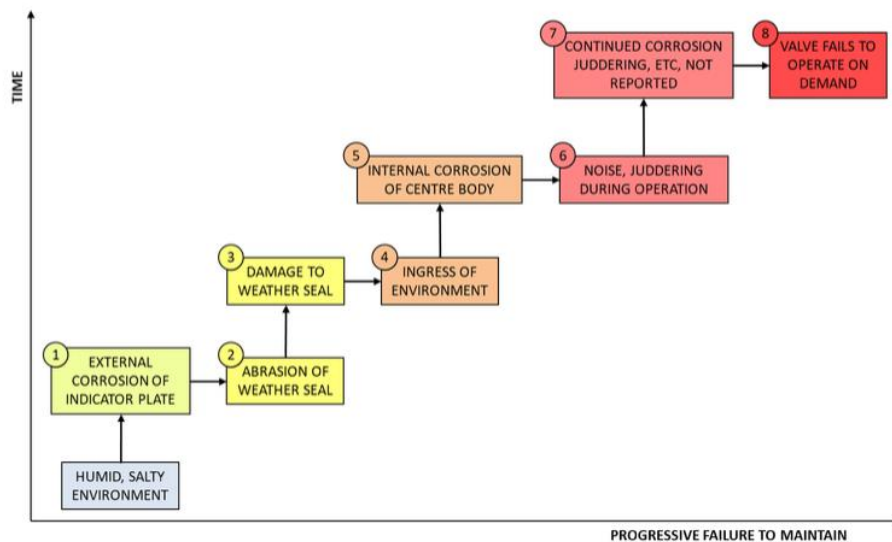 TIME
7
CONTINUED CORROSION
JUDDERING, ETC, NOT
REPORTED
8
VALVE FAILS TO
OPERATE ON
DEMAND
5
INTERNAL CORROSION
OF CENTRE BODY
6
NOISE, JUDDERING
DURING OPERATION
3
DAMAGE TO
WEATHER SEAL
4
INGRESS OF
ENVIRONMENT
1
EXTERNAL
CORROSION OF
INDICATOR PLATE
2
ABRASION OF
WEATHER SEAL
HUMID, SALTY
ENVIRONMENT
PROGRESSIVE FAILURE TO MAINTAIN